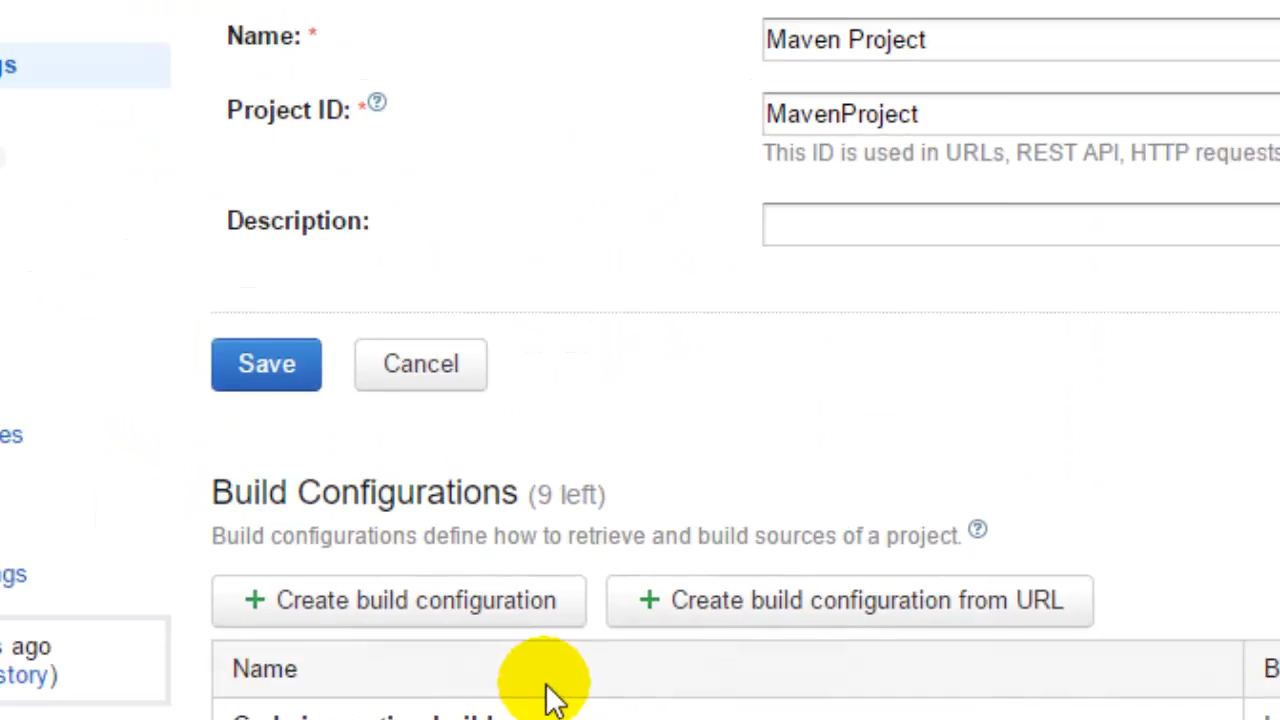 Name: *
Maven Project
gs
Project ID: *
MavenProject
This ID is used in URLs, REST API, HTTP requests
Description:
Save
Cancel
es
Build Configurations (9 left)
Build configurations define how to retrieve and build sources of a project.
gs
+ Create build configuration
+ Create build configuration from URL
ago
story)
Name
B